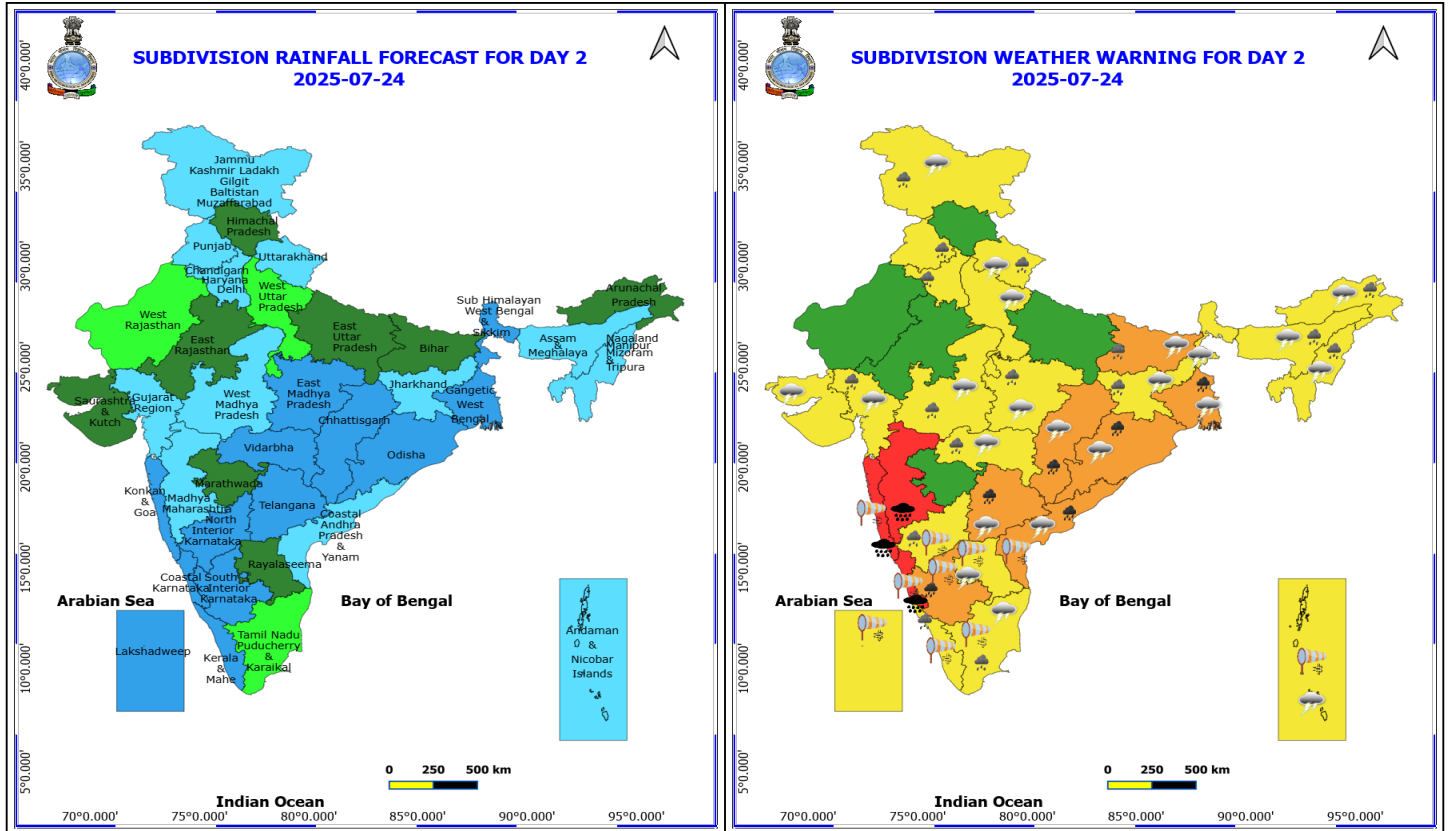 SUBDIVISION RAINFALL FORECAST FOR DAY 2
2025-07-24
40°0.000'
35°0.000'
30°0.000'
25°0.000'
20°0.000'
15°0.000'
10°0.000'
5°0.000'
Jammu
Kashmir Ladakh
Gilgit
Baltistan
Muzaffarabad
Himachal
Pradesh
Punjab
Uttarakhand
Chandigarh
Haryana
Delhi
West
Uttar
Pradesh
West
Rajasthan
East
Rajasthan
East
Uttar
Pradesh
Bihar
Sub Himalayan
West Bengal
&
Sikkim
Arunachal
Pradesh
Assam
&
Meghalaya
Nagaland
Manipur
Mizoram
&
Tripura
Saurashtra
&
Kutch
Gujarat
Region
West
Madhya
Pradesh
East
Madhya
Pradesh
Jharkhand
Gangetic
West
Bengal
Chhattisgarh
Vidarbha
Odisha
Konkan
&
Goa
Madhya
Maharashtra
Marathwada
Telangana
North
Interior
Karnataka
Coastal
Andhra
Pradesh
&
Yanam
Rayalaseema
Coastal
Karnataka
South
Interior
Karnataka
Tamil Nadu
Puducherry
&
Karaikal
Kerala
&
Mahe
Lakshadweep
Andaman
&
Nicobar
Islands
Arabian Sea
Bay of Bengal
Indian Ocean
0 250 500 km
70°0.000' 75°0.000' 80°0.000' 85°0.000' 90°0.000' 95°0.000'
SUBDIVISION WEATHER WARNING FOR DAY 2
2025-07-24
40°0.000'
35°0.000'
30°0.000'
25°0.000'
20°0.000'
15°0.000'
10°0.000'
5°0.000'
Arabian Sea
Bay of Bengal
Indian Ocean
0 250 500 km
70°0.000' 75°0.000' 80°0.000' 85°0.000' 90°0.000' 95°0.000'